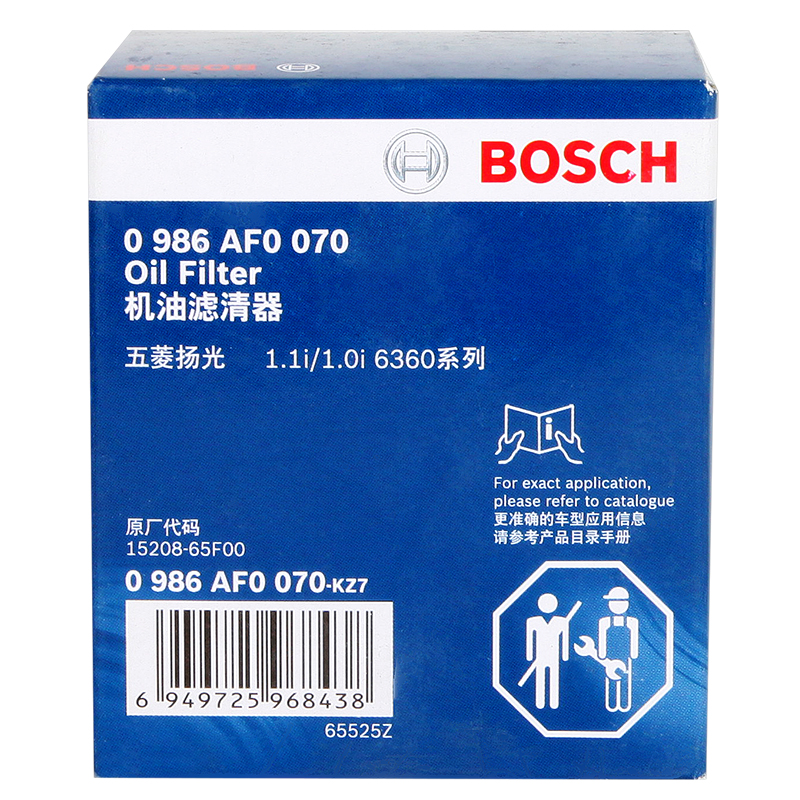 BOSCH
BOSCH
0 986 AF0 070
Oil Filter
机油滤清器
五菱扬光 1.1i/1.0i 6360系列
i
For exact application,
please refer to catalogue
更准确的车型应用信息
请参考产品目录手册
原厂代码
15208-65F00
0 986 AF0 070-KZ7
6 949725 968438
65525Z